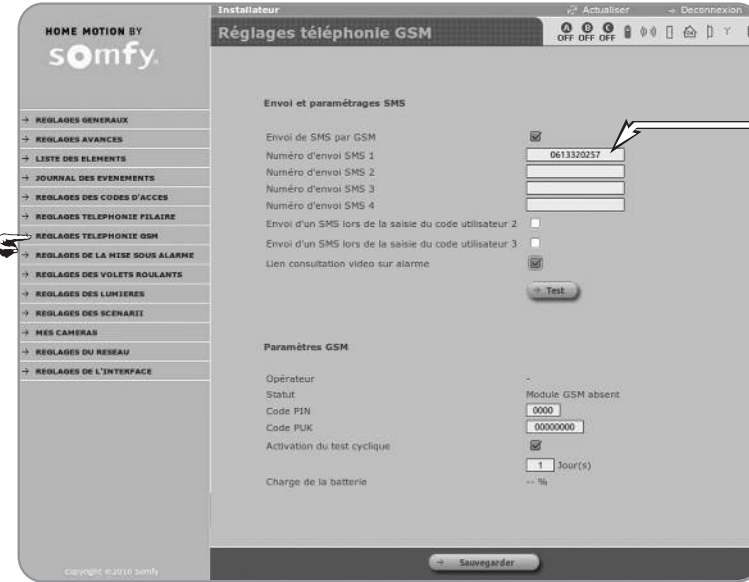 Installateur
Actualiser
Deconnexion
HOME MOTION BY
somfy.
Réglages téléphonie GSM
A B C
OFF OFF OFF
REGLAGES GENERAUX
REGLAGES AVANCES
LISTE DES ELEMENTS
JOURNAL DES EVENEMENTS
REGLAGES DES CODES D'ACCES
REGLAGES TELEPHONIE FILAIRE
REGLAGES TELEPHONIE GSM
REGLAGES DE LA MISE SOUS ALARME
REGLAGES DES VOLETS ROULANTS
REGLAGES DES LUMIERES
REGLAGES DES SCENARII
MES CAMERAS
REGLAGES DU RESEAU
REGLAGES DE L'INTERFACE
Envoi et paramétrages SMS
Envoi de SMS par GSM
Numéro d'envoi SMS 1 0613320257
Numéro d'envoi SMS 2
Numéro d'envoi SMS 3
Numéro d'envoi SMS 4
Envoi d'un SMS lors de la saisie du code utilisateur 2
Envoi d'un SMS lors de la saisie du code utilisateur 3
Lien consultation video sur alarme
Test
Paramètres GSM
Opérateur -
Statut Module GSM absent
Code PIN 0000
Code PUK 00000000
Activation du test cyclique
1 Jour(s)
Charge de la batterie -- %
Sauvegarder
Copyright ©2010 Somfy